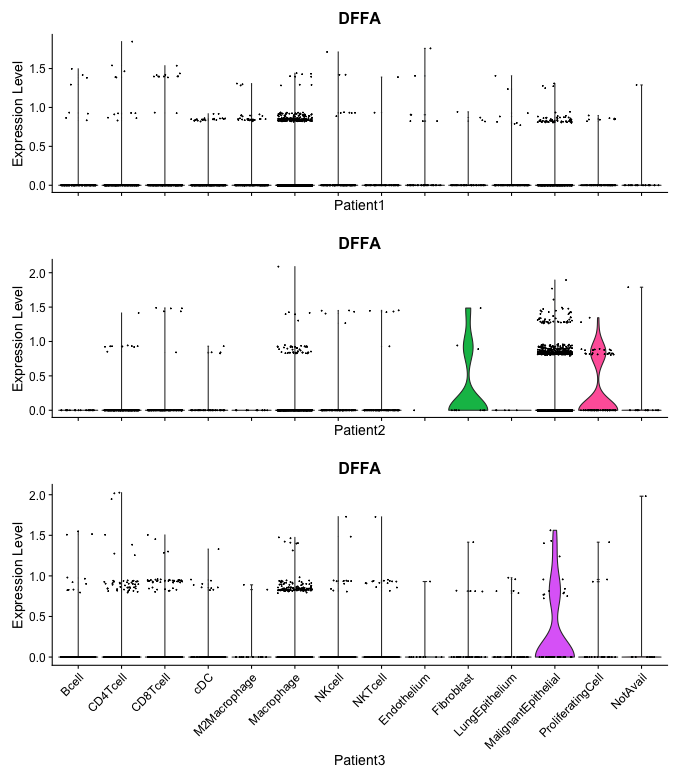 DFFA
Expression Level
1.5
1.0
0.5
0.0
Patient1
DFFA
Expression Level
2.0
1.5
1.0
0.5
0.0
Patient2
DFFA
Expression Level
2.0
1.5
1.0
0.5
0.0
Bcell
CD4Tcell
CD8Tcell
cDC
M2Macrophage
Macrophage
NKcell
NKTcell
Endothelium
Fibroblast
LungEpithelium
MalignantEpithelial
ProliferatingCell
NotAvail
Patient3